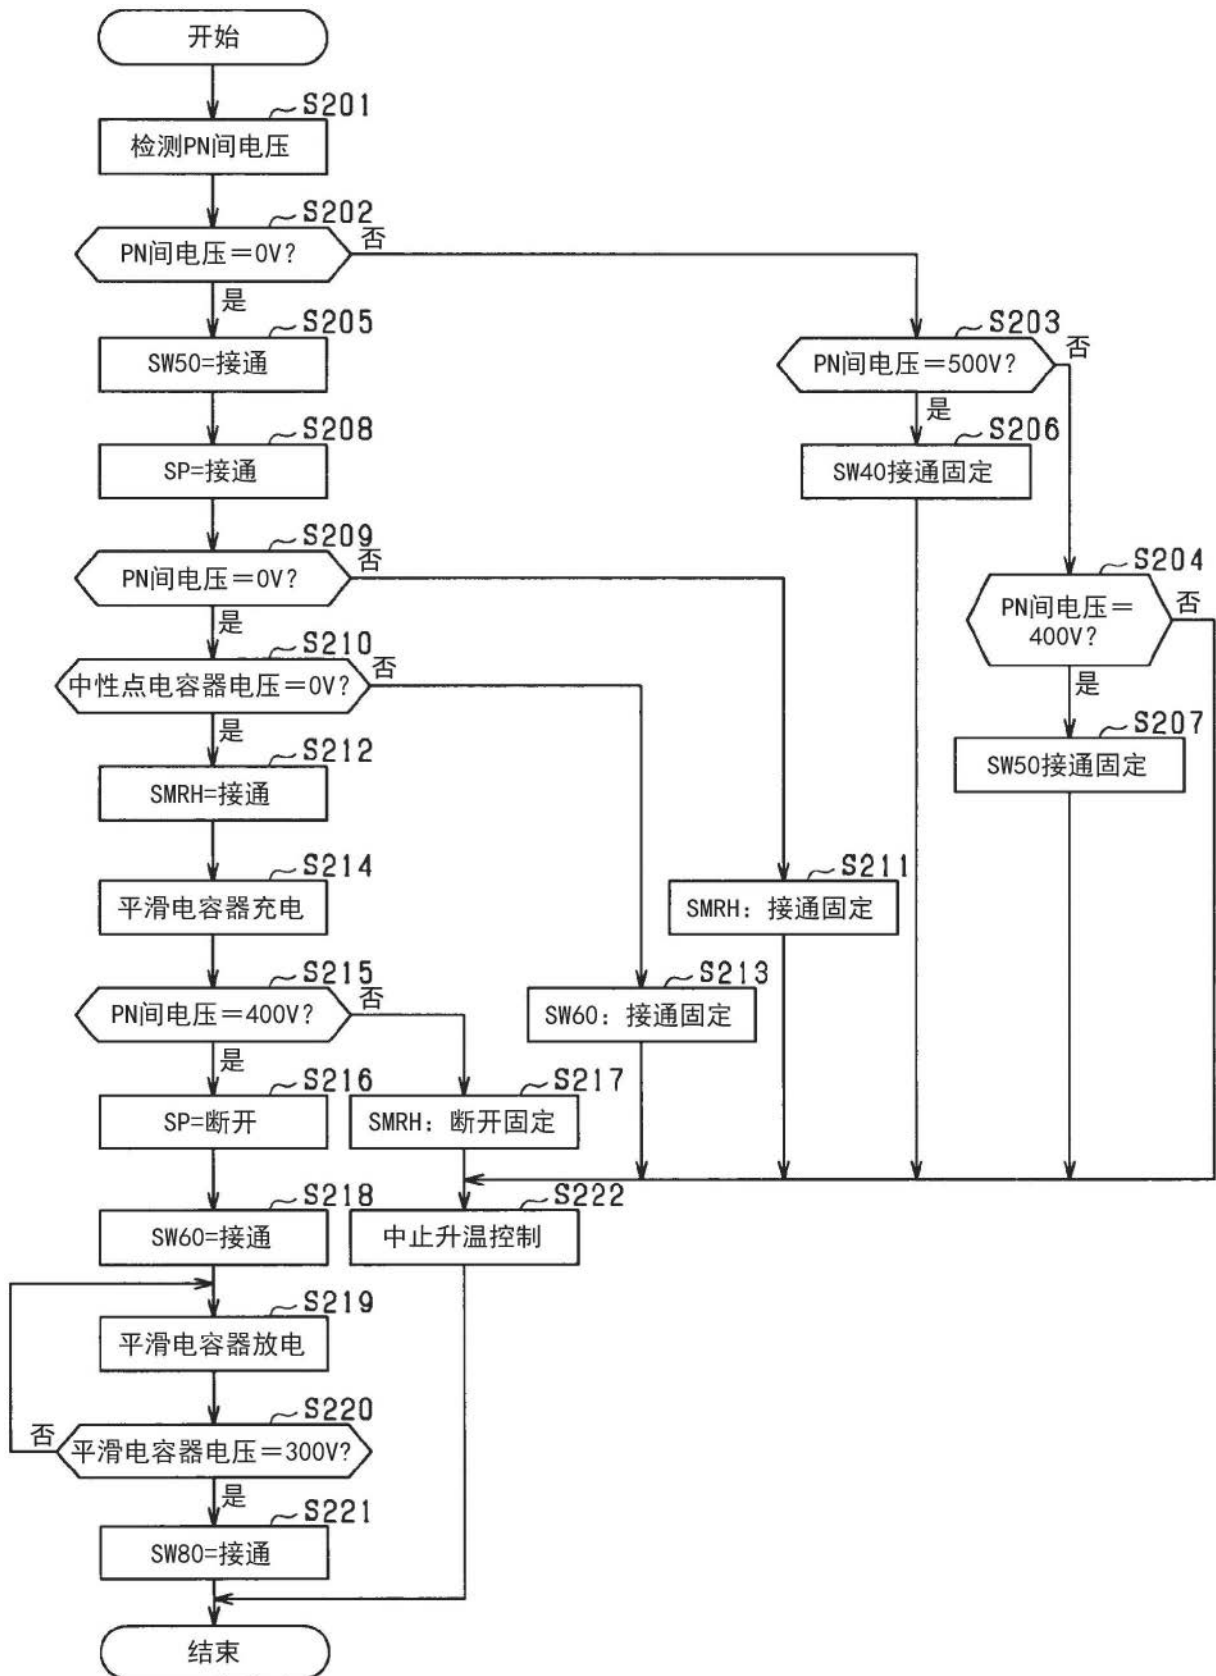 开始
S201
检测PN间电压
S202
PN间电压＝0V?
否
是
S205
SW50=接通
S203
PN间电压＝500V?
否
是
S208
SP=接通
S206
SW40接通固定
S209
PN间电压＝0V?
否
是
S204
PN间电压＝
400V?
否
是
S210
中性点电容器电压＝0V?
否
是
S207
SW50接通固定
S212
SMRH=接通
S214
平滑电容器充电
S211
SMRH：接通固定
S215
PN间电压＝400V?
否
是
S213
SW60：接通固定
S216
SP=断开
S217
SMRH：断开固定
S218
SW60=接通
S222
中止升温控制
S219
平滑电容器放电
S220
平滑电容器电压＝300V?
否
是
S221
SW80=接通
结束